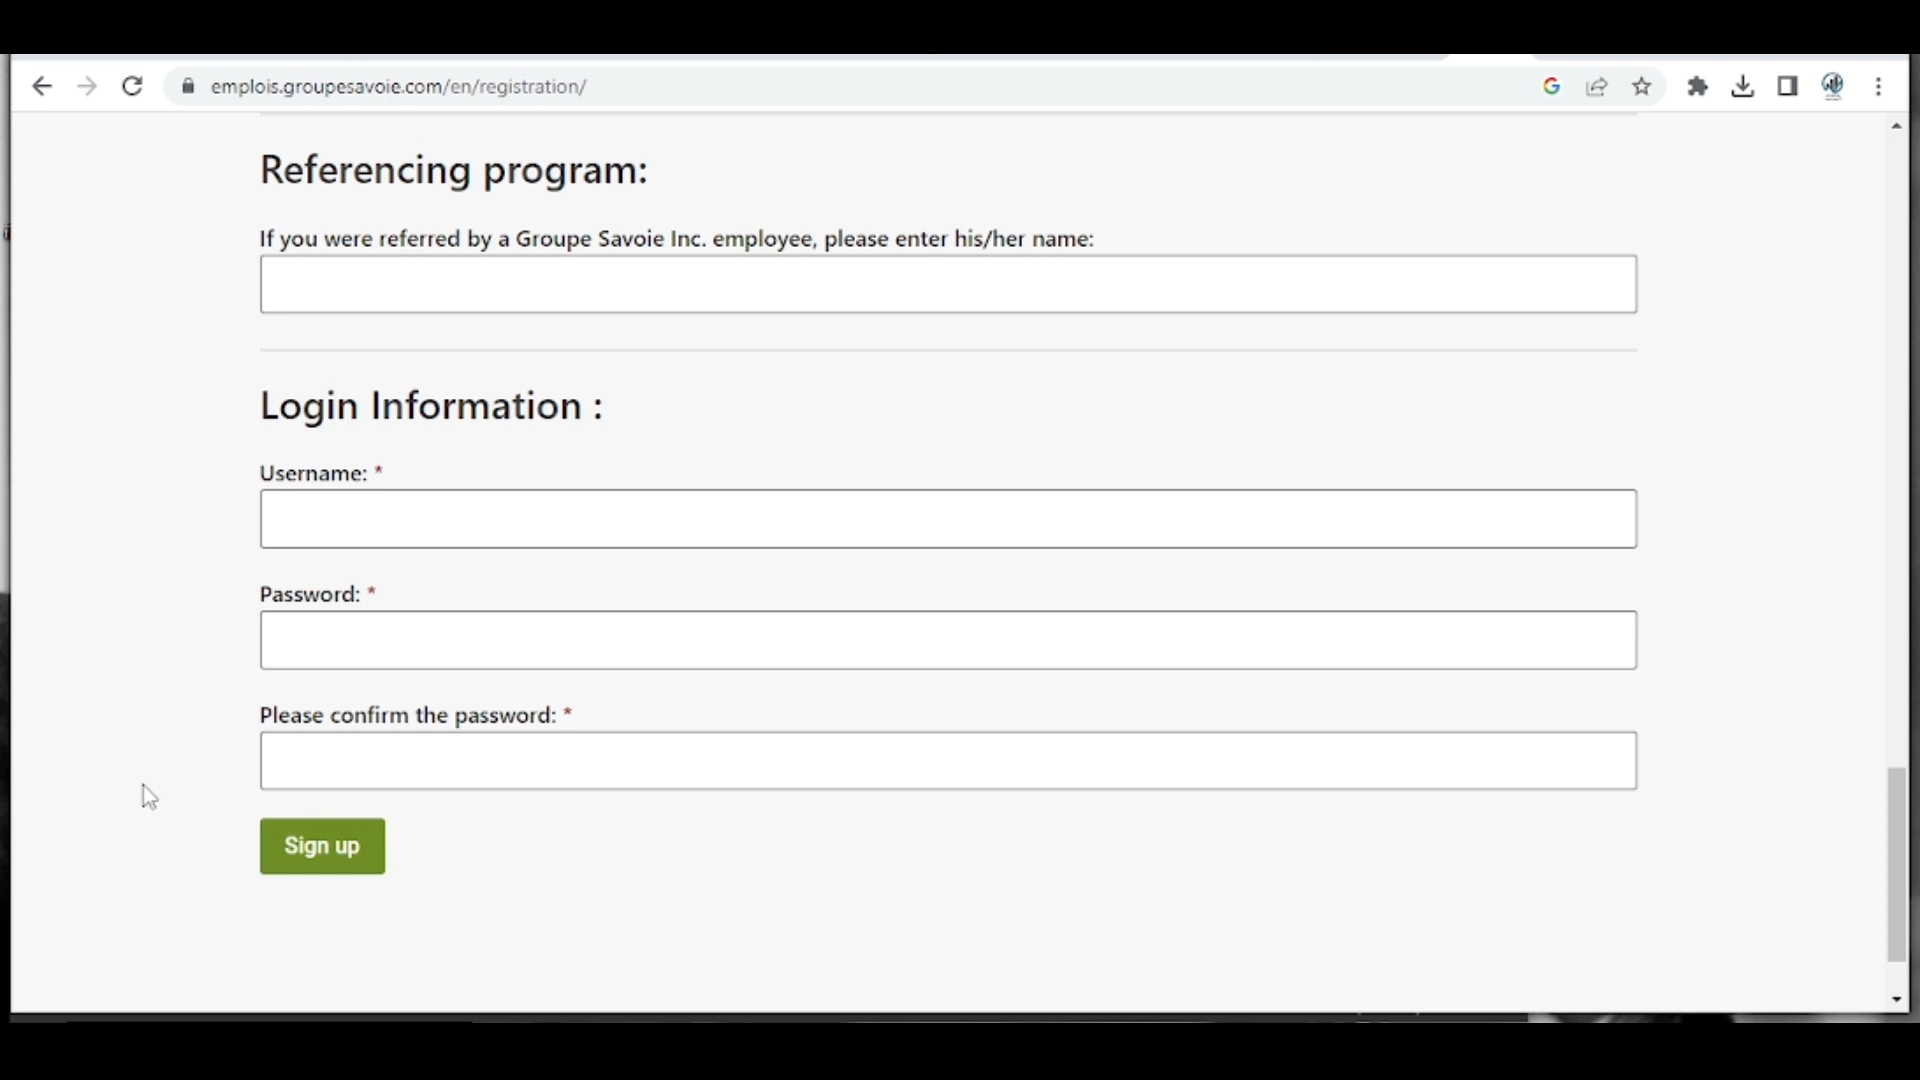 emplois.groupesavoie.com/en/registration/
Referencing program:
If you were referred by a Groupe Savoie Inc. employee, please enter his/her name:
Login Information :
Username: *
Password: *
Please confirm the password: *
Sign up